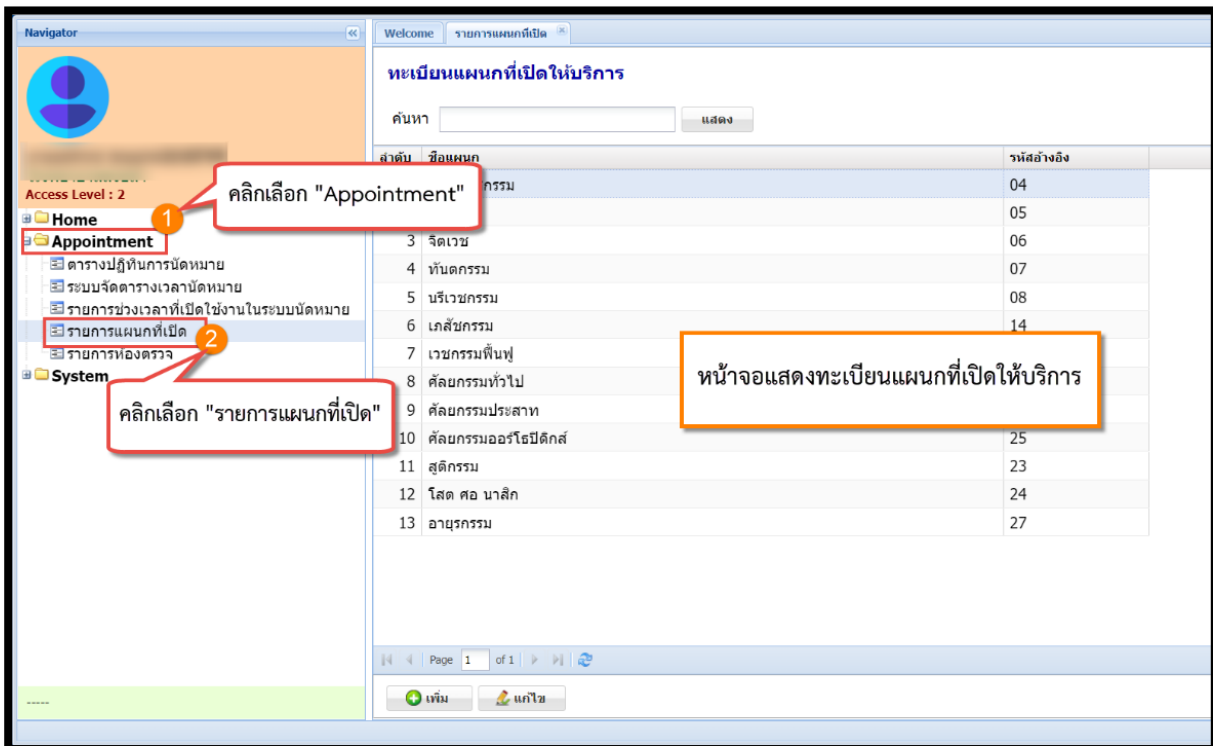 Navigator
Welcome รายการแผนกที่เปิด
ทะเบียนแผนกที่เปิดให้บริการ
ค้นหา แสดง
ลำดับ ชื่อแผนก รหัสอ้างอิง
Access Level : 2
1
คลิกเลือก "Appointment"
Home
Appointment
ตารางปฏิทินการนัดหมาย
ระบบจัดตารางเวลานัดหมาย
รายการช่วงเวลาที่เปิดใช้งานในระบบนัดหมาย
รายการแผนกที่เปิด
2
รายการห้องตรวจ
System
คลิกเลือก "รายการแผนกที่เปิด"
กรรม 04
05
3 จิตเวช 06
4 ทันตกรรม 07
5 นรีเวชกรรม 08
6 เภสัชกรรม 14
7 เวชกรรมฟื้นฟู
8 ศัลยกรรมทั่วไป
9 ศัลยกรรมประสาท
หน้าจอแสดงทะเบียนแผนกที่เปิดให้บริการ
10 ศัลยกรรมออร์โธปิดิกส์ 25
11 สูติกรรม 23
12 โสต ศอ นาสิก 24
13 อายุรกรรม 27
Page 1 of 1
เพิ่ม แก้ไข
-----